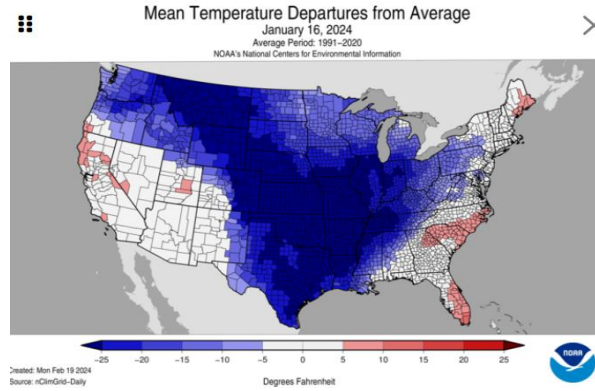 Mean Temperature Departures from Average
January 16, 2024
Average Period: 1991–2020
NOAA's National Centers for Environmental Information
−25 −20 −15 −10 −5 0 5 10 15 20 25
Created: Mon Feb 19 2024
Source: nClimGrid–Daily
Degrees Fahrenheit
NOAA